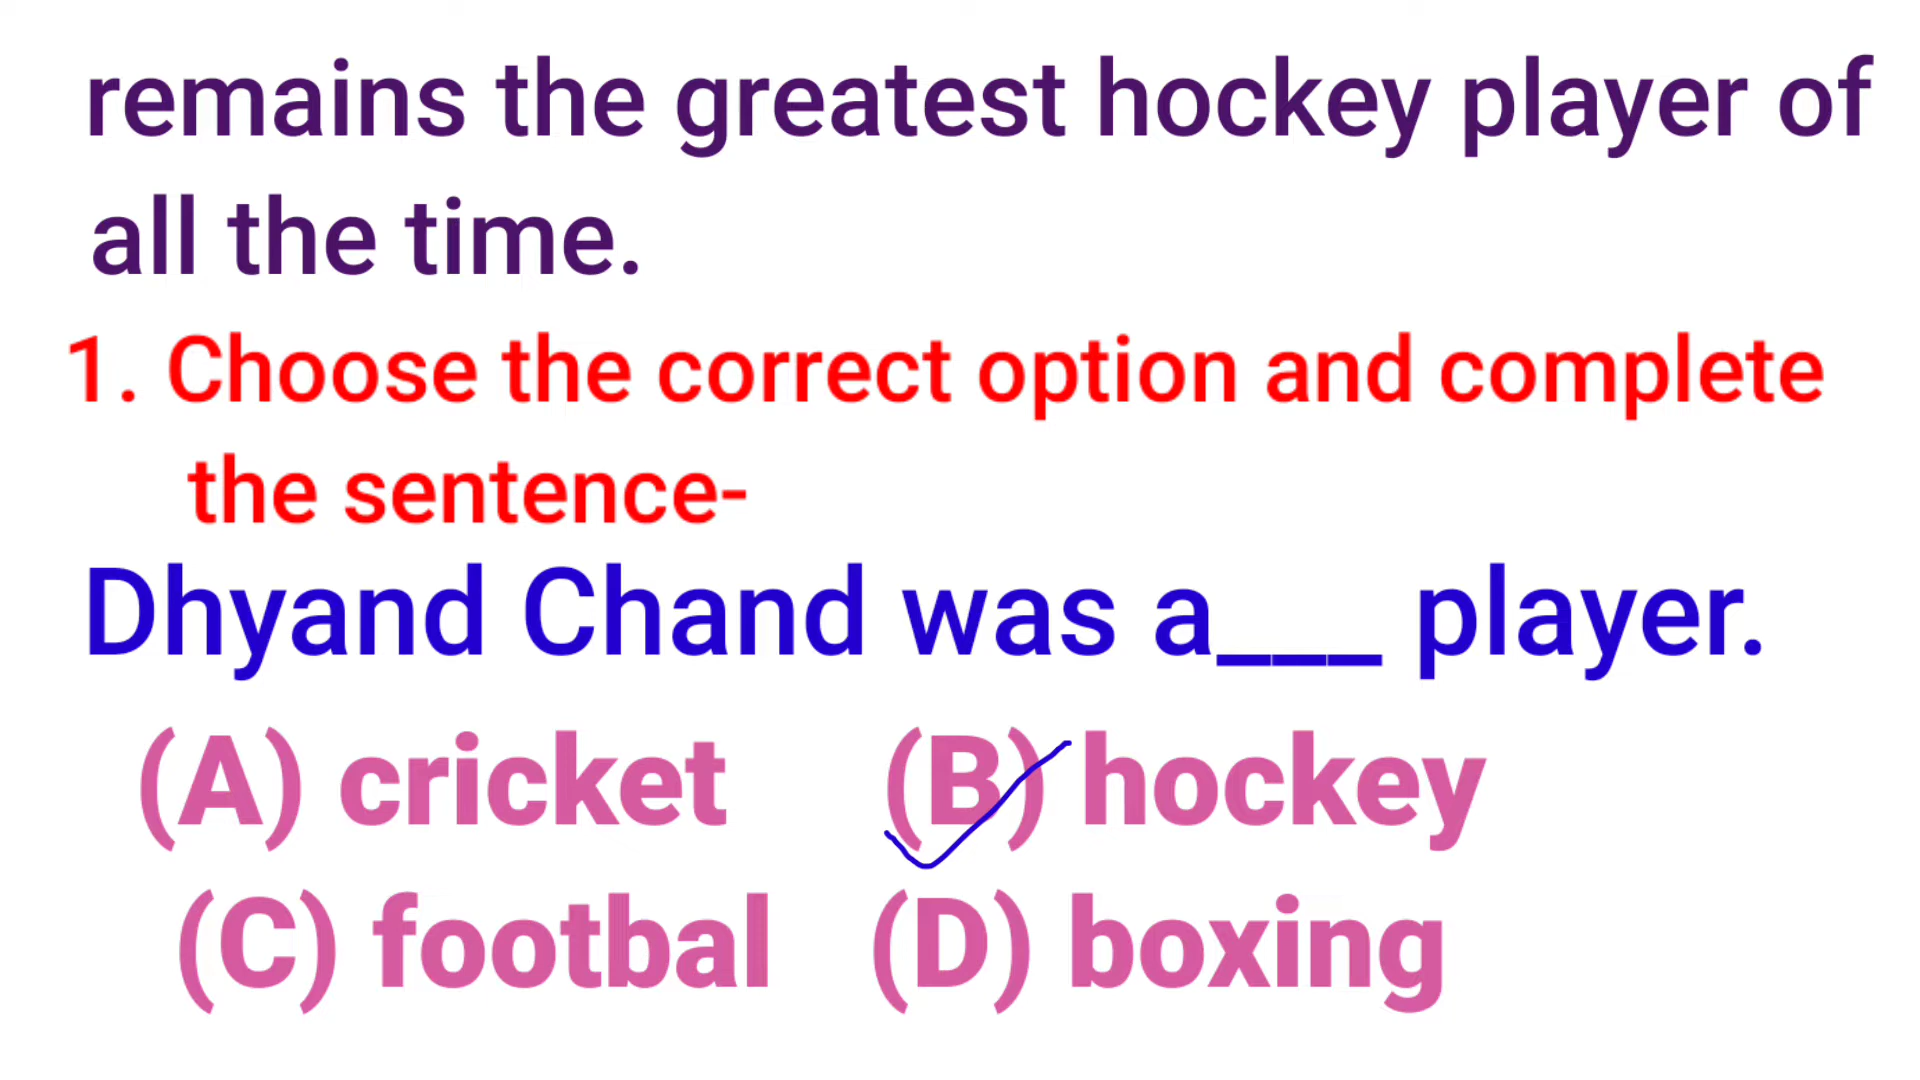 remains the greatest hockey player of
all the time.
1. Choose the correct option and complete
the sentence-
Dhyand Chand was a___ player.
(A) cricket (B) hockey
(C) footbal (D) boxing